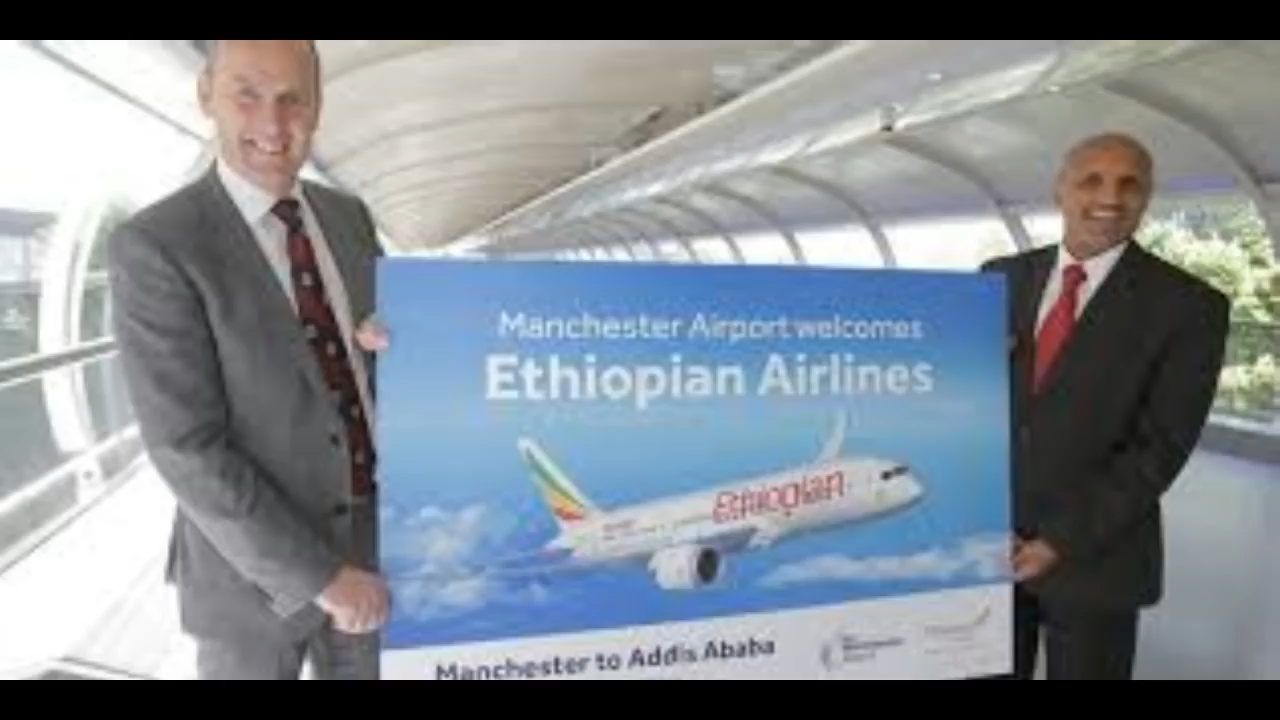 Manchester Airport welcomes
Ethiopian Airlines
Ethiopian
Manchester to Addis Ababa